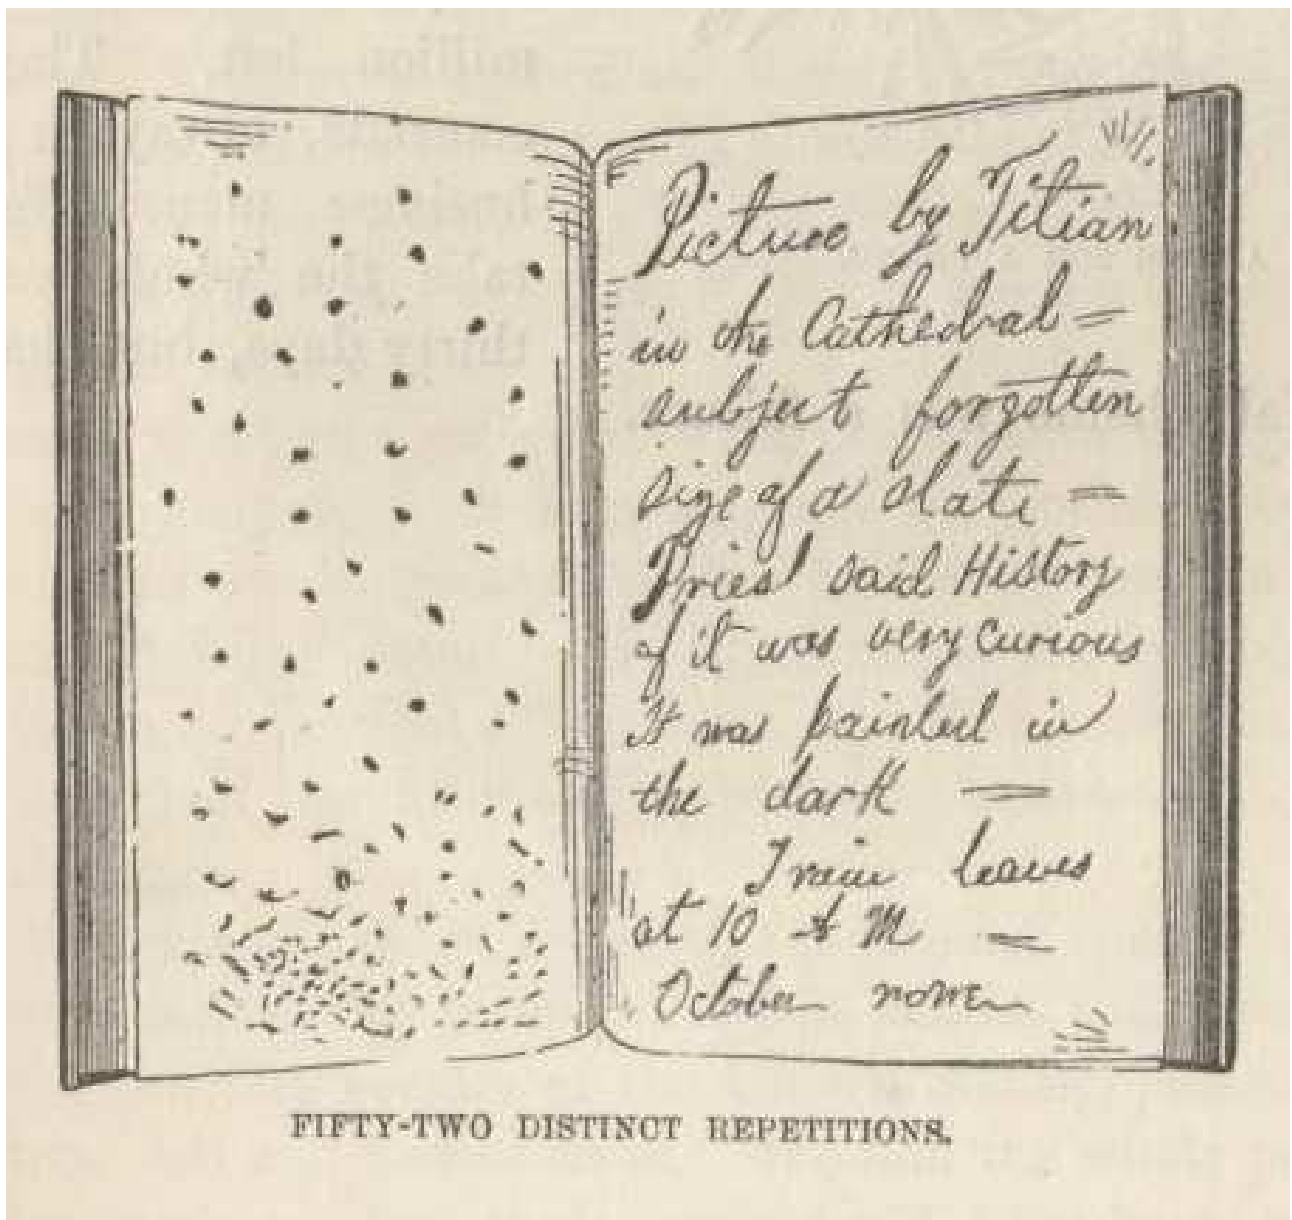 Picture by Titian
in the Cathedral =
subject forgotten
size of a slate =
Priest said History
of it was very curious
It was painted in
the dark =
Train leaves
at 10 A M =
October
FIFTY-TWO DISTINCT REPETITIONS.